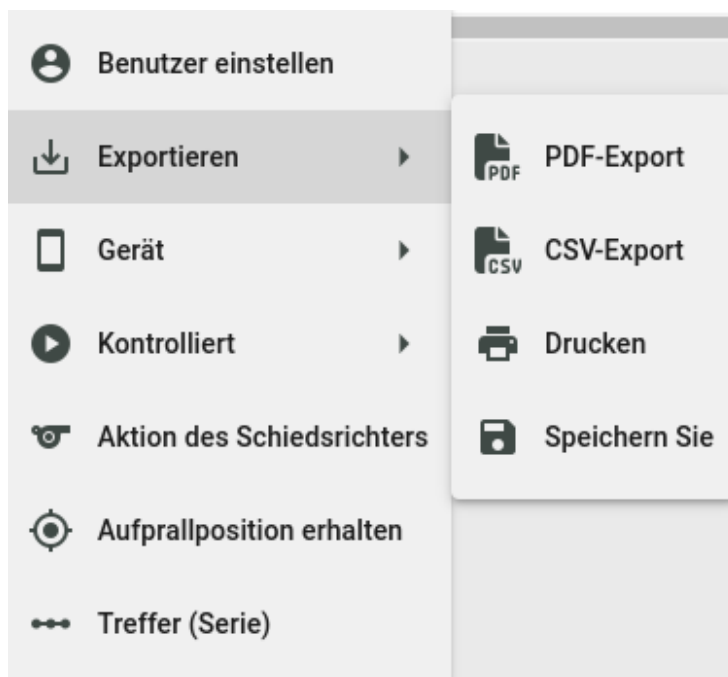 Benutzer einstellen
Exportieren
Gerät
Kontrolliert
Aktion des Schiedsrichters
Aufprallposition erhalten
Treffer (Serie)
PDF PDF-Export
CSV CSV-Export
Drucken
Speichern Sie